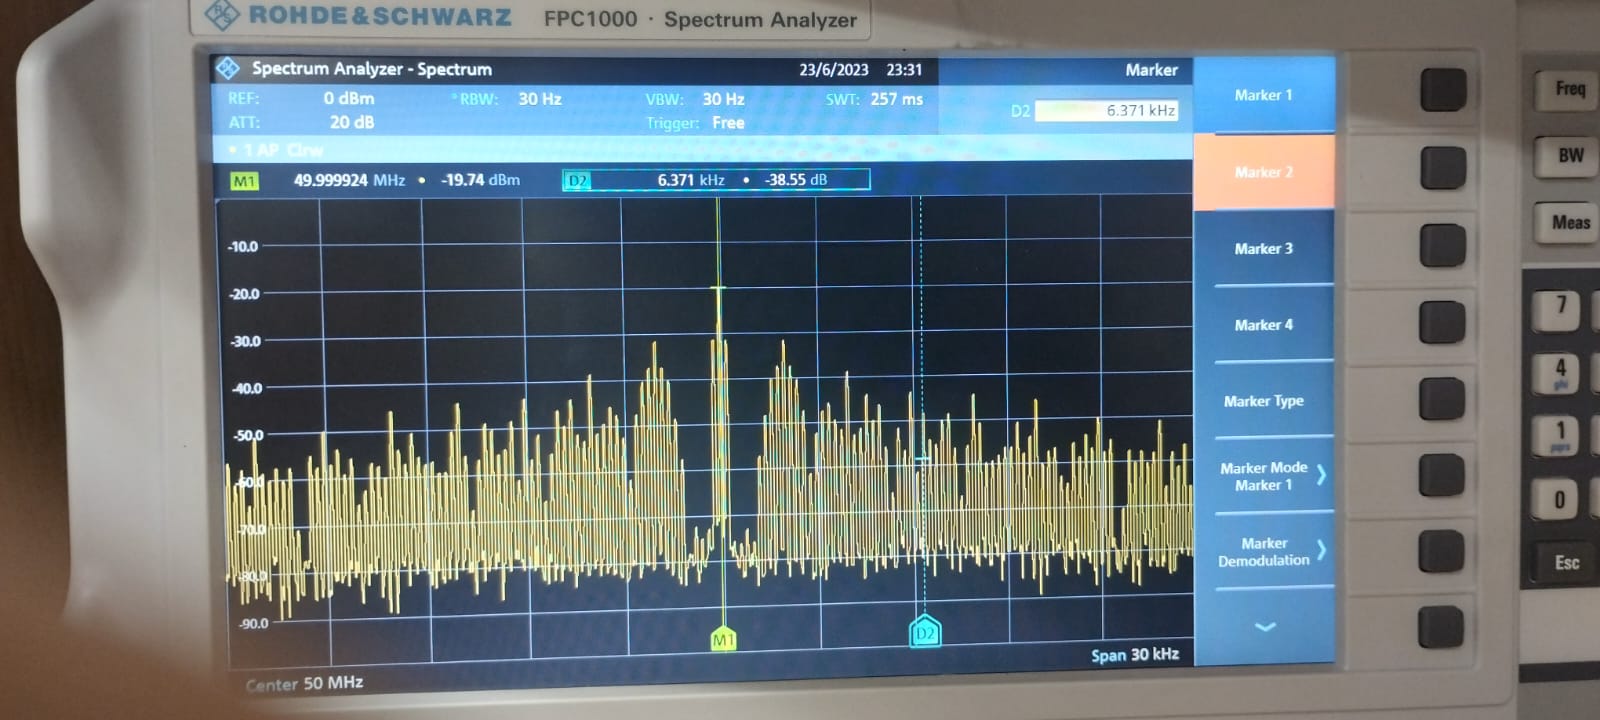 ROHDE & SCHWARZ FPC1000 · Spectrum Analyzer
Spectrum Analyzer - Spectrum 23/6/2023 23:31 Marker
REF: 0 dBm RBW: 30 Hz VBW: 30 Hz SWT: 257 ms
D2 6.371 kHz
ATT: 20 dB Trigger: Free
1 AP Clrw
M1 49.999924 MHz • -19.74 dBm D2 6.371 kHz • -38.55 dB
-10.0
-20.0
-30.0
-40.0
-50.0
-60.0
-70.0
-80.0
-90.0
M1
D2
Center 50 MHz
Span 30 kHz
Marker 1
Marker 2
Marker 3
Marker 4
Marker Type
Marker Mode
Marker 1
Marker
Demodulation
Freq
BW
Meas
7
4
ghi
1
pqrs
0
Esc